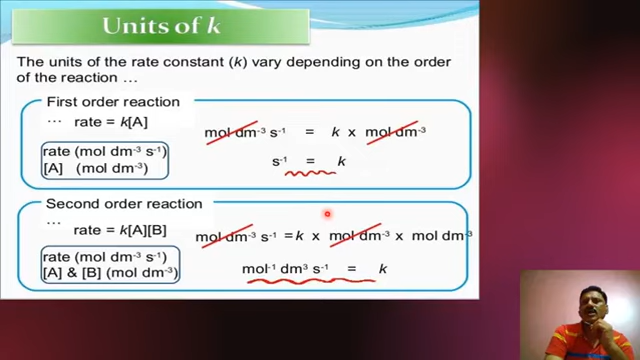 Units of k
The units of the rate constant (k) vary depending on the order
of the reaction …
First order reaction
… rate = k[A]
mol dm⁻³ s⁻¹ = k x mol dm⁻³
rate (mol dm⁻³ s⁻¹)
[A] (mol dm⁻³)
s⁻¹ = k
Second order reaction
…
rate = k[A][B]
mol dm⁻³ s⁻¹ = k x mol dm⁻³ x mol dm⁻³
rate (mol dm⁻³ s⁻¹)
[A] & [B] (mol dm⁻³)
mol⁻¹ dm³ s⁻¹ = k